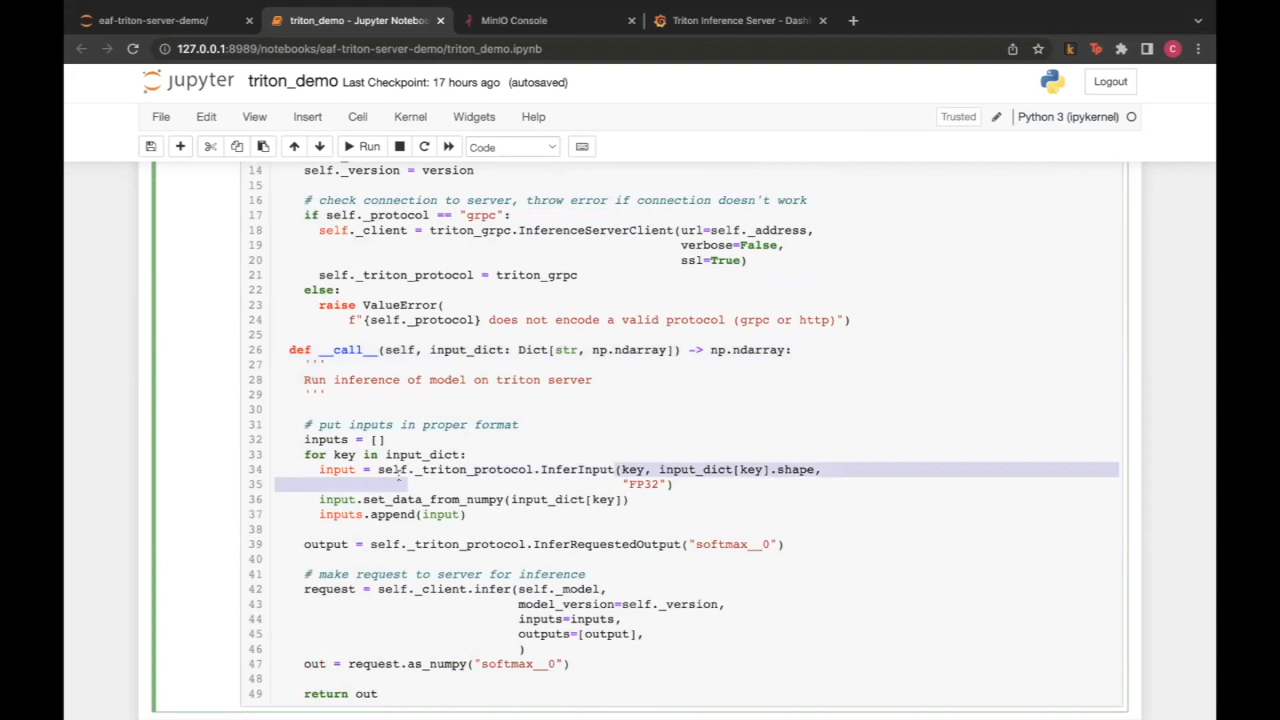 eaf-triton-server-demo/
triton_demo - Jupyter Noteboo
MinIO Console
Triton Inference Server - Dash
127.0.0.1:8989/notebooks/eaf-triton-server-demo/triton_demo.ipynb
jupyter triton_demo Last Checkpoint: 17 hours ago (autosaved)
Logout
File Edit View Insert Cell Kernel Widgets Help
Trusted
Python 3 (ipykernel)
Run
Code
14 self._version = version
15
16 # check connection to server, throw error if connection doesn't work
17 if self._protocol == "grpc":
18 self._client = triton_grpc.InferenceServerClient(url=self._address,
19 verbose=False,
20 ssl=True)
21 self._triton_protocol = triton_grpc
22 else:
23 raise ValueError(
24 f"{self._protocol} does not encode a valid protocol (grpc or http)")
25
26 def __call__(self, input_dict: Dict[str, np.ndarray]) -> np.ndarray:
27 '''
28 Run inference of model on triton server
29 '''
30
31 # put inputs in proper format
32 inputs = []
33 for key in input_dict:
34 input = self._triton_protocol.InferInput(key, input_dict[key].shape,
35 "FP32")
36 input.set_data_from_numpy(input_dict[key])
37 inputs.append(input)
38
39 output = self._triton_protocol.InferRequestedOutput("softmax__0")
40
41 # make request to server for inference
42 request = self._client.infer(self._model,
43 model_version=self._version,
44 inputs=inputs,
45 outputs=[output],
46 )
47 out = request.as_numpy("softmax__0")
48
49 return out